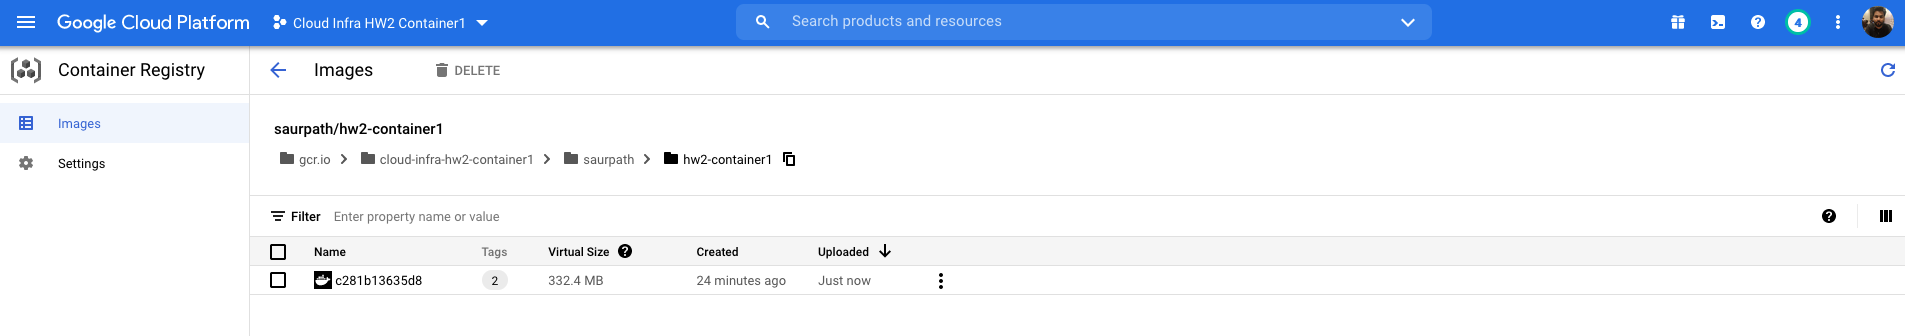 Google Cloud Platform Cloud Infra HW2 Container1 Search products and resources 4
Container Registry Images DELETE
Images
Settings
saurpath/hw2-container1
gcr.io cloud-infra-hw2-container1 saurpath hw2-container1
Filter Enter property name or value
Name Tags Virtual Size Created Uploaded
c281b13635d8 2 332.4 MB 24 minutes ago Just now